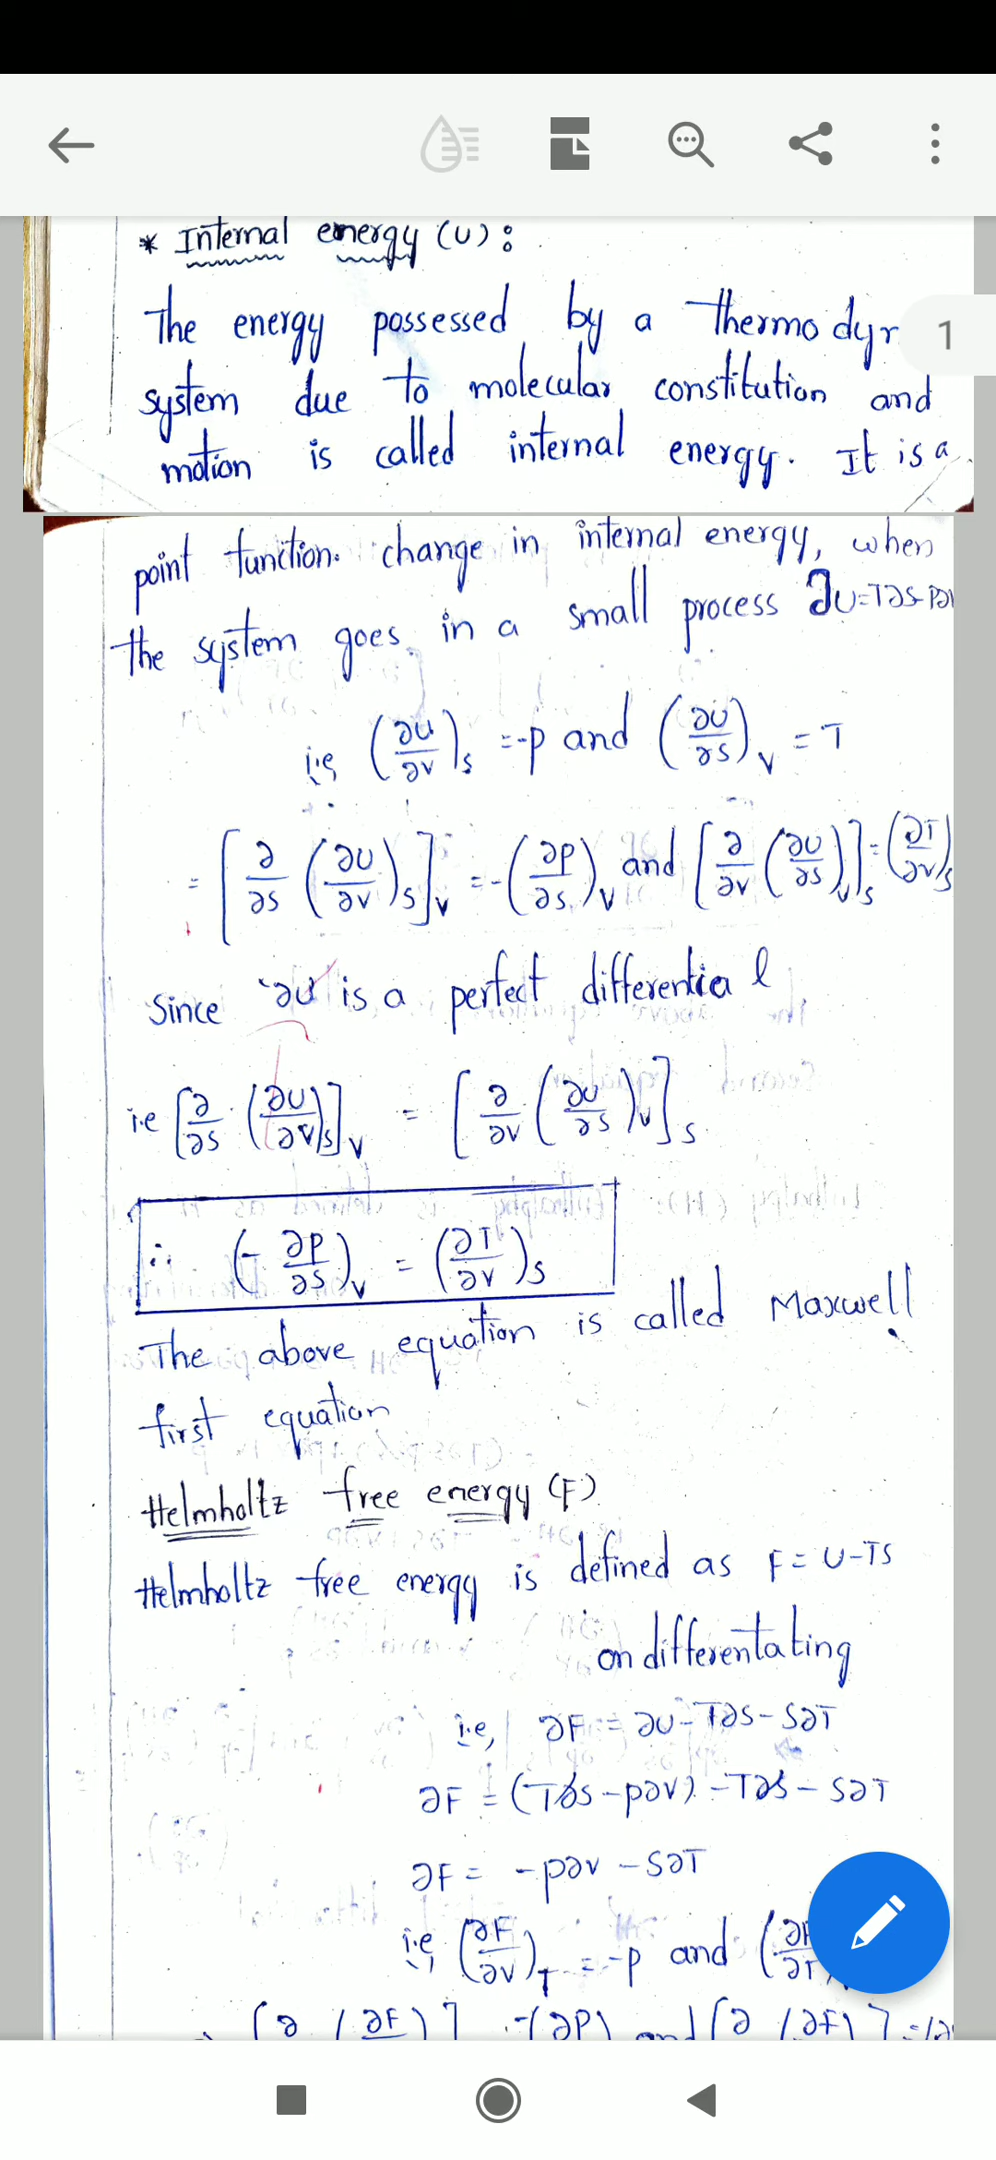 * Internal energy (U):
The energy possessed by a Thermodyn
1
system due to molecular constitution and
motion is called internal energy. It is a
point function. change in internal energy, when
the system goes in a small process ∂U=T∂S-P∂V
i.e, (∂U/∂V)s = -p and (∂U/∂S)v = T
= [∂/∂S (∂U/∂V)s]v = -(∂P/∂S)v and [∂/∂V (∂U/∂S)v]s = (∂T/∂V)s
Since '∂U' is a perfect differential
i.e [∂/∂S (∂U/∂V)s]v = [∂/∂V (∂U/∂S)v]s
∴ (-∂P/∂S)v = (∂T/∂V)s
The above equation is called Maxwell
first equation
Helmholtz free energy (F)
Helmholtz free energy is defined as F = U-TS
on differentating
i.e, ∂F = ∂U - T∂S - S∂T
∂F = (T∂S - p∂V) - T∂S - S∂T
∂F = -p∂V - S∂T
i.e, (∂F/∂V)T = -p and (∂F/∂T
[∂ (∂F)] -(∂P) and [∂ (∂F)] =